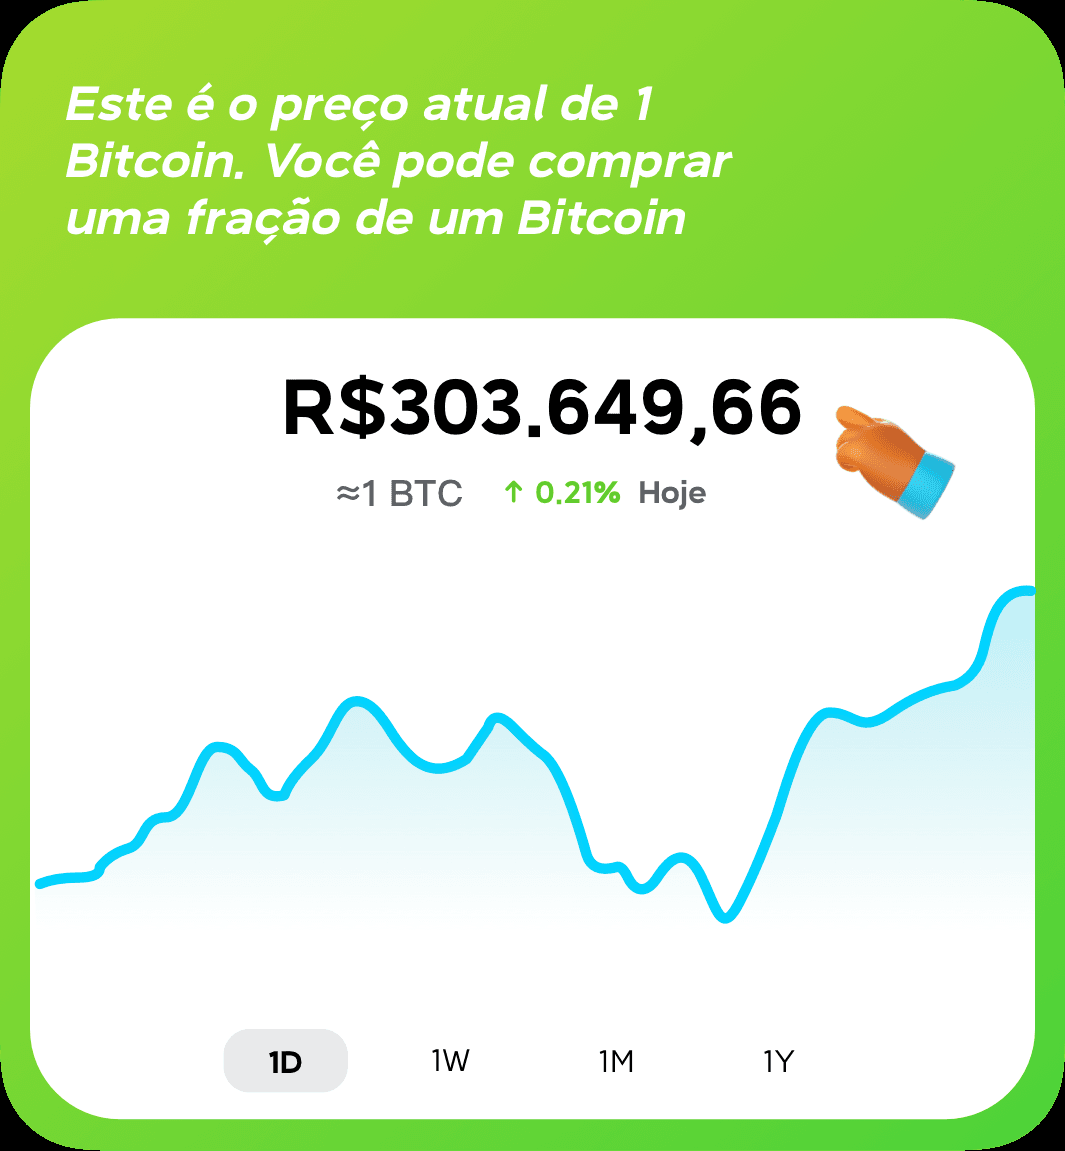 Este é o preço atual de 1
Bitcoin. Você pode comprar
uma fração de um Bitcoin
R$303.649,66
≈1 BTC ↑ 0.21% Hoje
1D 1W 1M 1Y